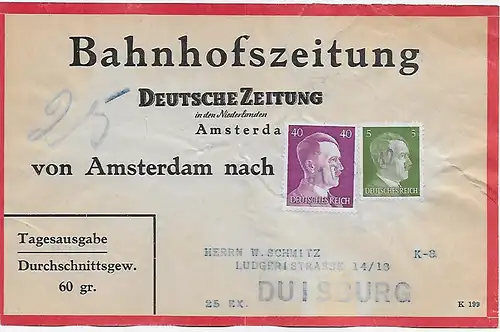 Bahnhofszeitung
25
DEUTSCHE ZEITUNG
in den Niederlanden
Amsterda
von Amsterdam nach
40 40
DEUTSCHES REICH
5 5
DEUTSCHES REICH
Tagesausgabe
Durchschnittsgew.
60 gr.
HERRN W. SCHMITZ K-8
LUDGERISTRASSE 14/18
25 EX. DUISBURG
K 199